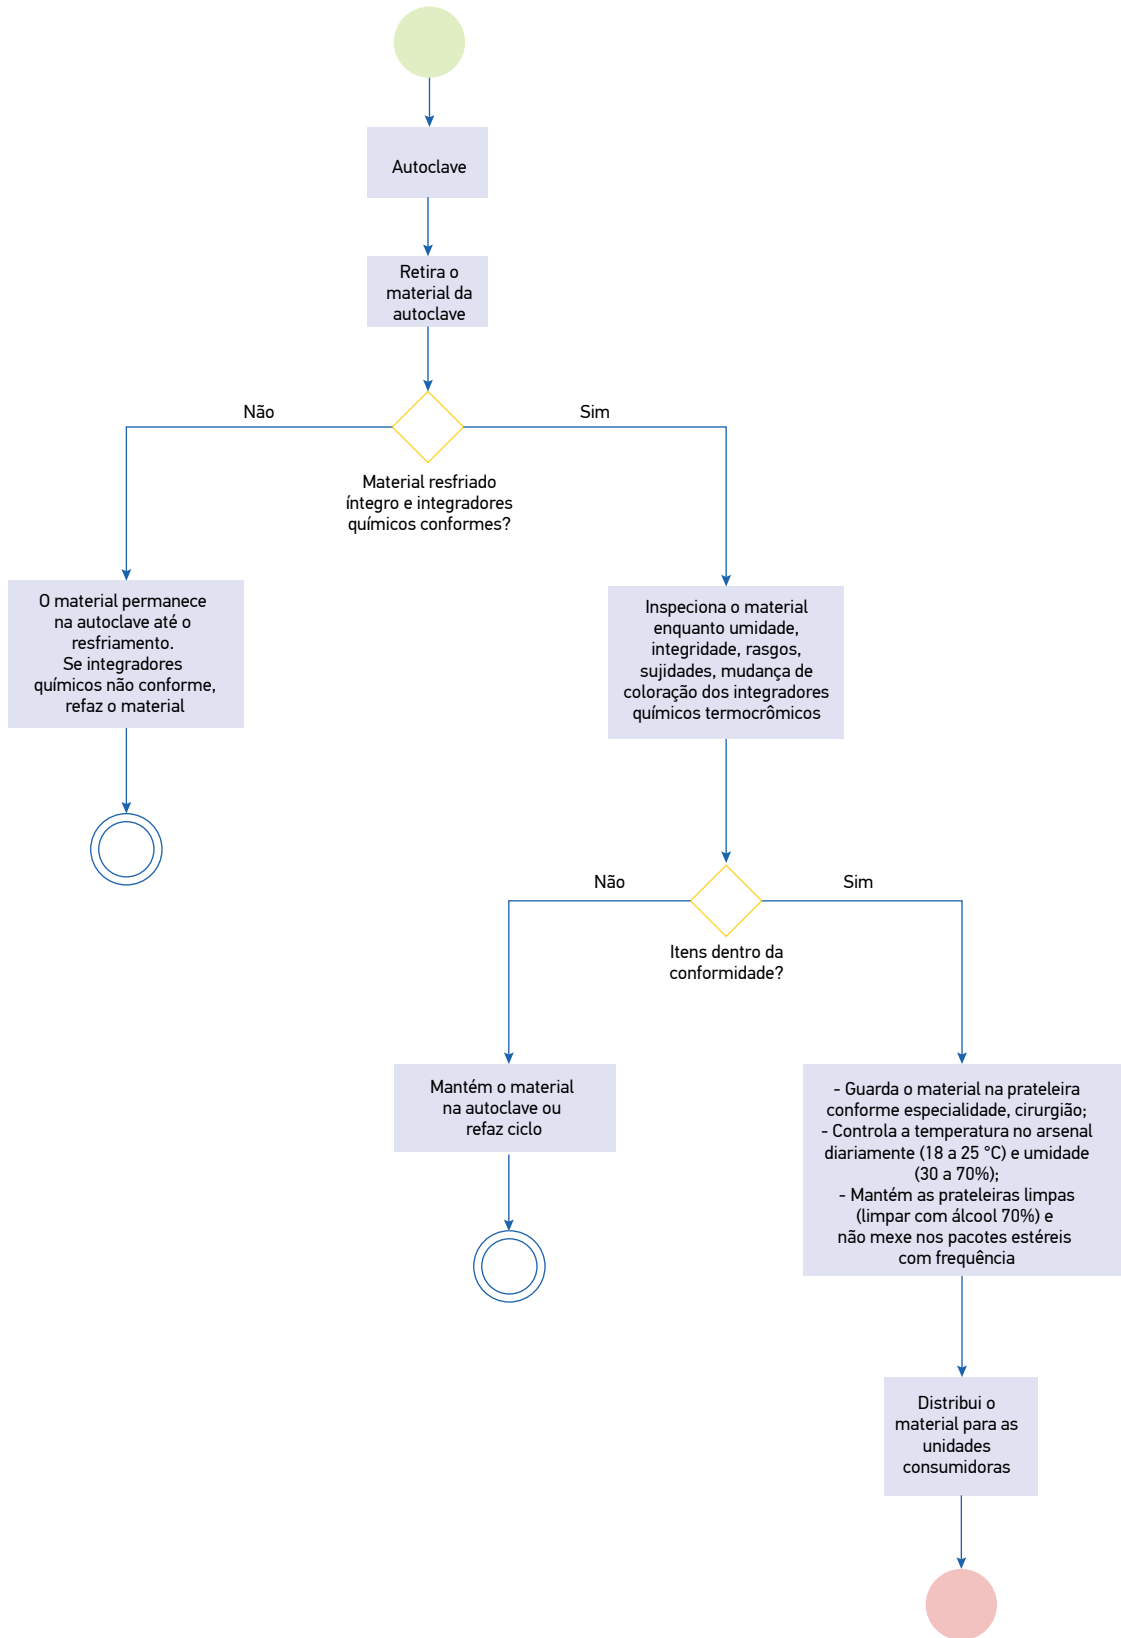 Autoclave
Retira o
material da
autoclave
Não
Sim
Material resfriado
íntegro e integradores
químicos conformes?
O material permanece
na autoclave até o
resfriamento.
Se integradores
químicos não conforme,
refaz o material
Inspeciona o material
enquanto umidade,
integridade, rasgos,
sujidades, mudança de
coloração dos integradores
químicos termocrômicos
Não
Sim
Itens dentro da
conformidade?
Mantém o material
na autoclave ou
refaz ciclo
- Guarda o material na prateleira
conforme especialidade, cirurgião;
- Controla a temperatura no arsenal
diariamente (18 a 25 °C) e umidade
(30 a 70%);
- Mantém as prateleiras limpas
(limpar com álcool 70%) e
não mexe nos pacotes estéreis
com frequência
Distribui o
material para as
unidades
consumidoras